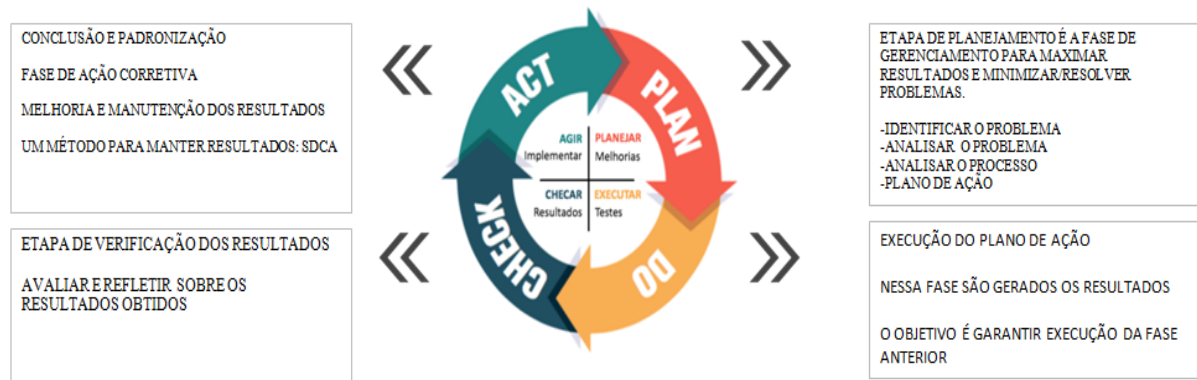 CONCLUSÃO E PADRONIZAÇÃO
FASE DE AÇÃO CORRETIVA
MELHORIA E MANUTENÇÃO DOS RESULTADOS
UM MÉTODO PARA MANTER RESULTADOS: SDCA
ETAPA DE VERIFICAÇÃO DOS RESULTADOS
AVALIAR E REFLETIR SOBRE OS
RESULTADOS OBTIDOS
ACT
PLAN
CHECK
DO
AGIR
Implementar
PLANEJAR
Melhorias
CHECAR
Resultados
EXECUTAR
Testes
ETAPA DE PLANEJAMENTO É A FASE DE
GERENCIAMENTO PARA MAXIMAR
RESULTADOS E MINIMIZAR/RESOLVER
PROBLEMAS.
-IDENTIFICAR O PROBLEMA
-ANALISAR O PROBLEMA
-ANALISAR O PROCESSO
-PLANO DE AÇÃO
EXECUÇÃO DO PLANO DE AÇÃO
NESSA FASE SÃO GERADOS OS RESULTADOS
O OBJETIVO É GARANTIR EXECUÇÃO DA FASE
ANTERIOR